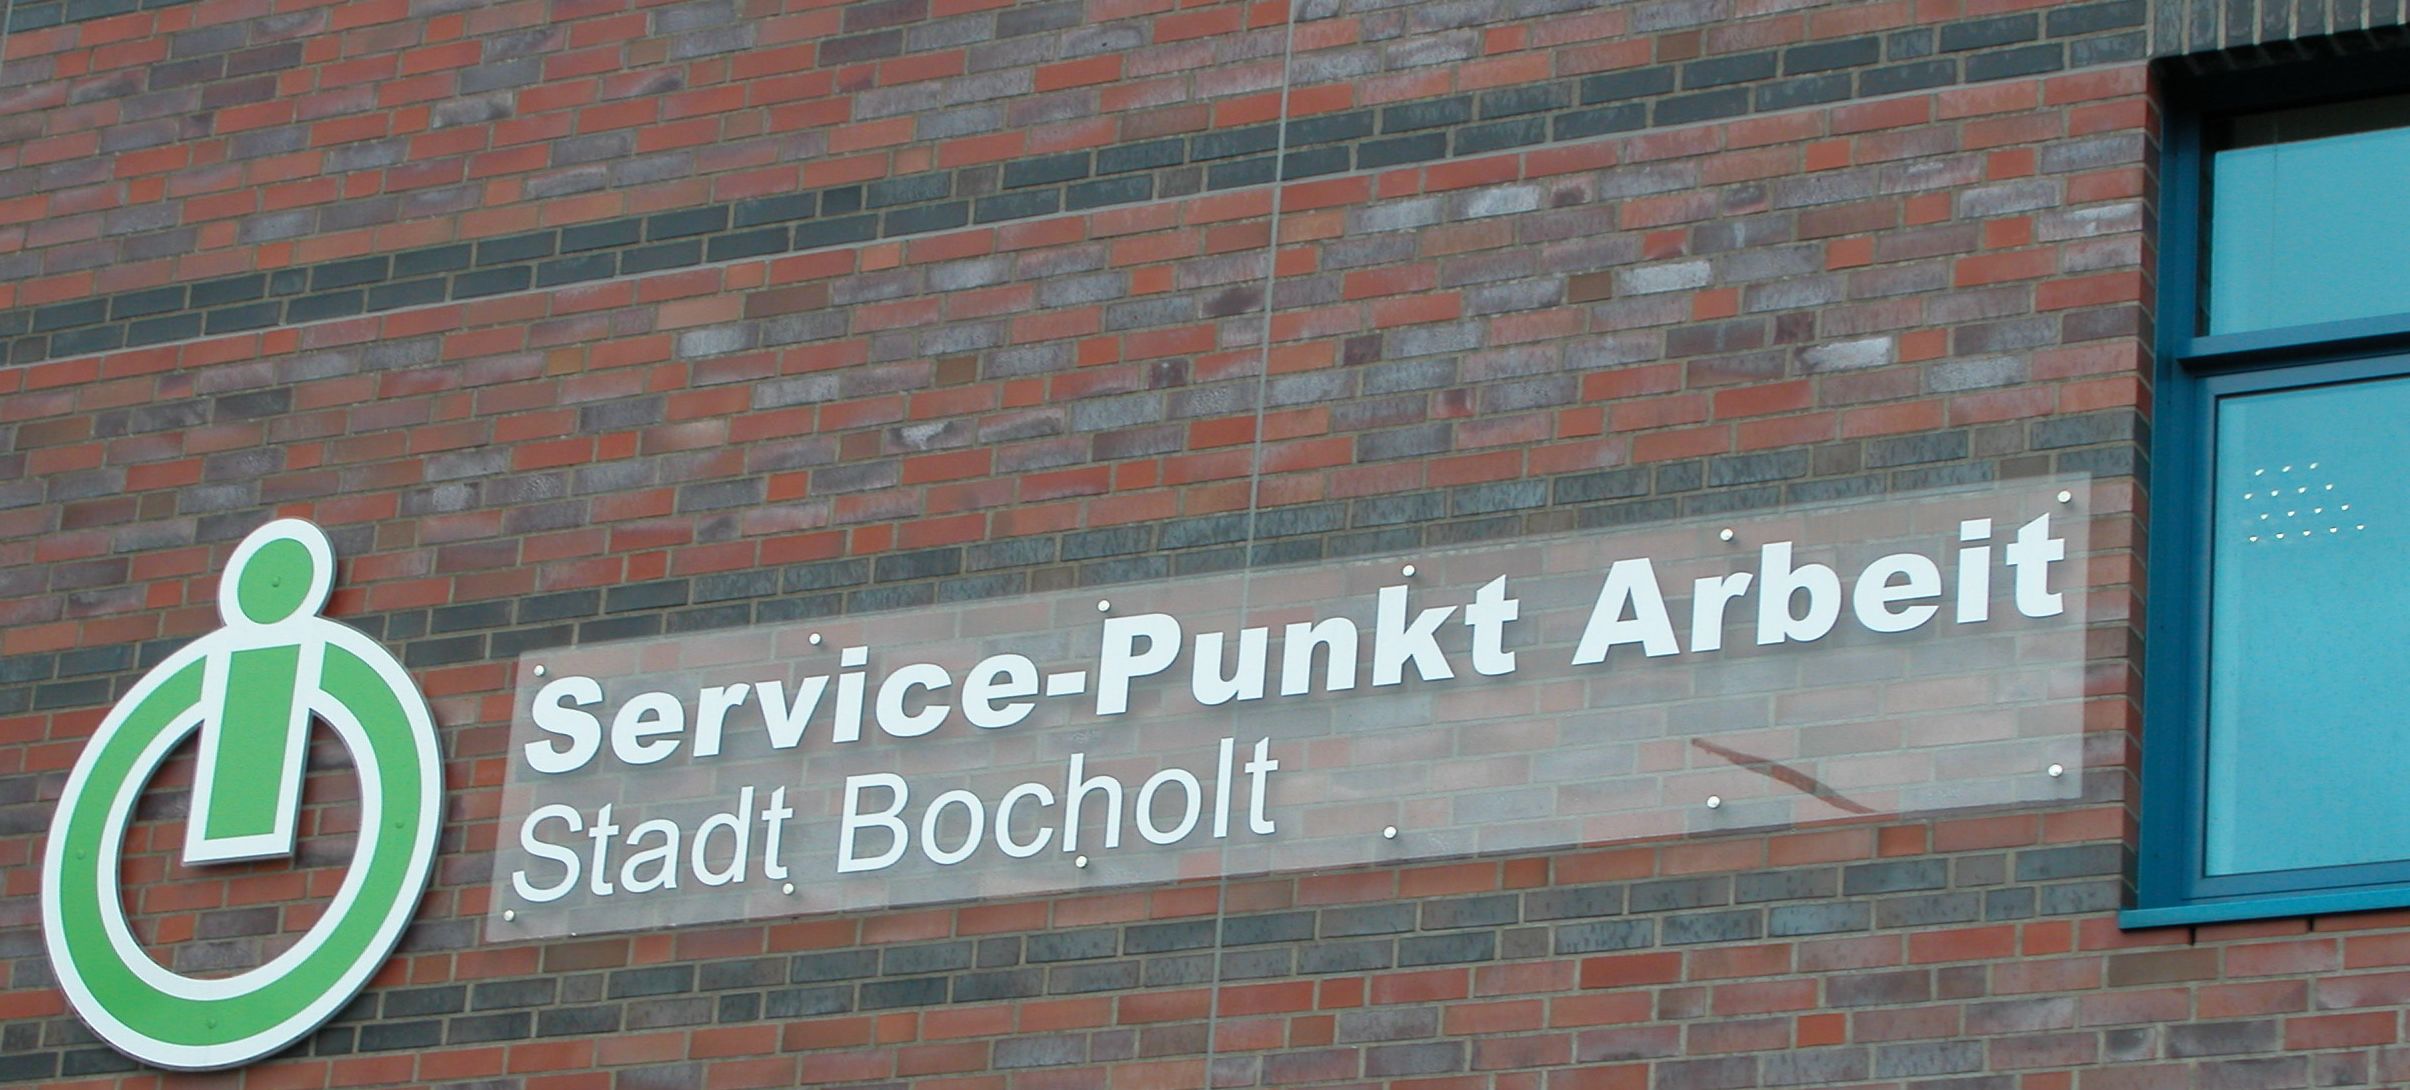 Service-Punkt Arbeit
Stadt Bocholt